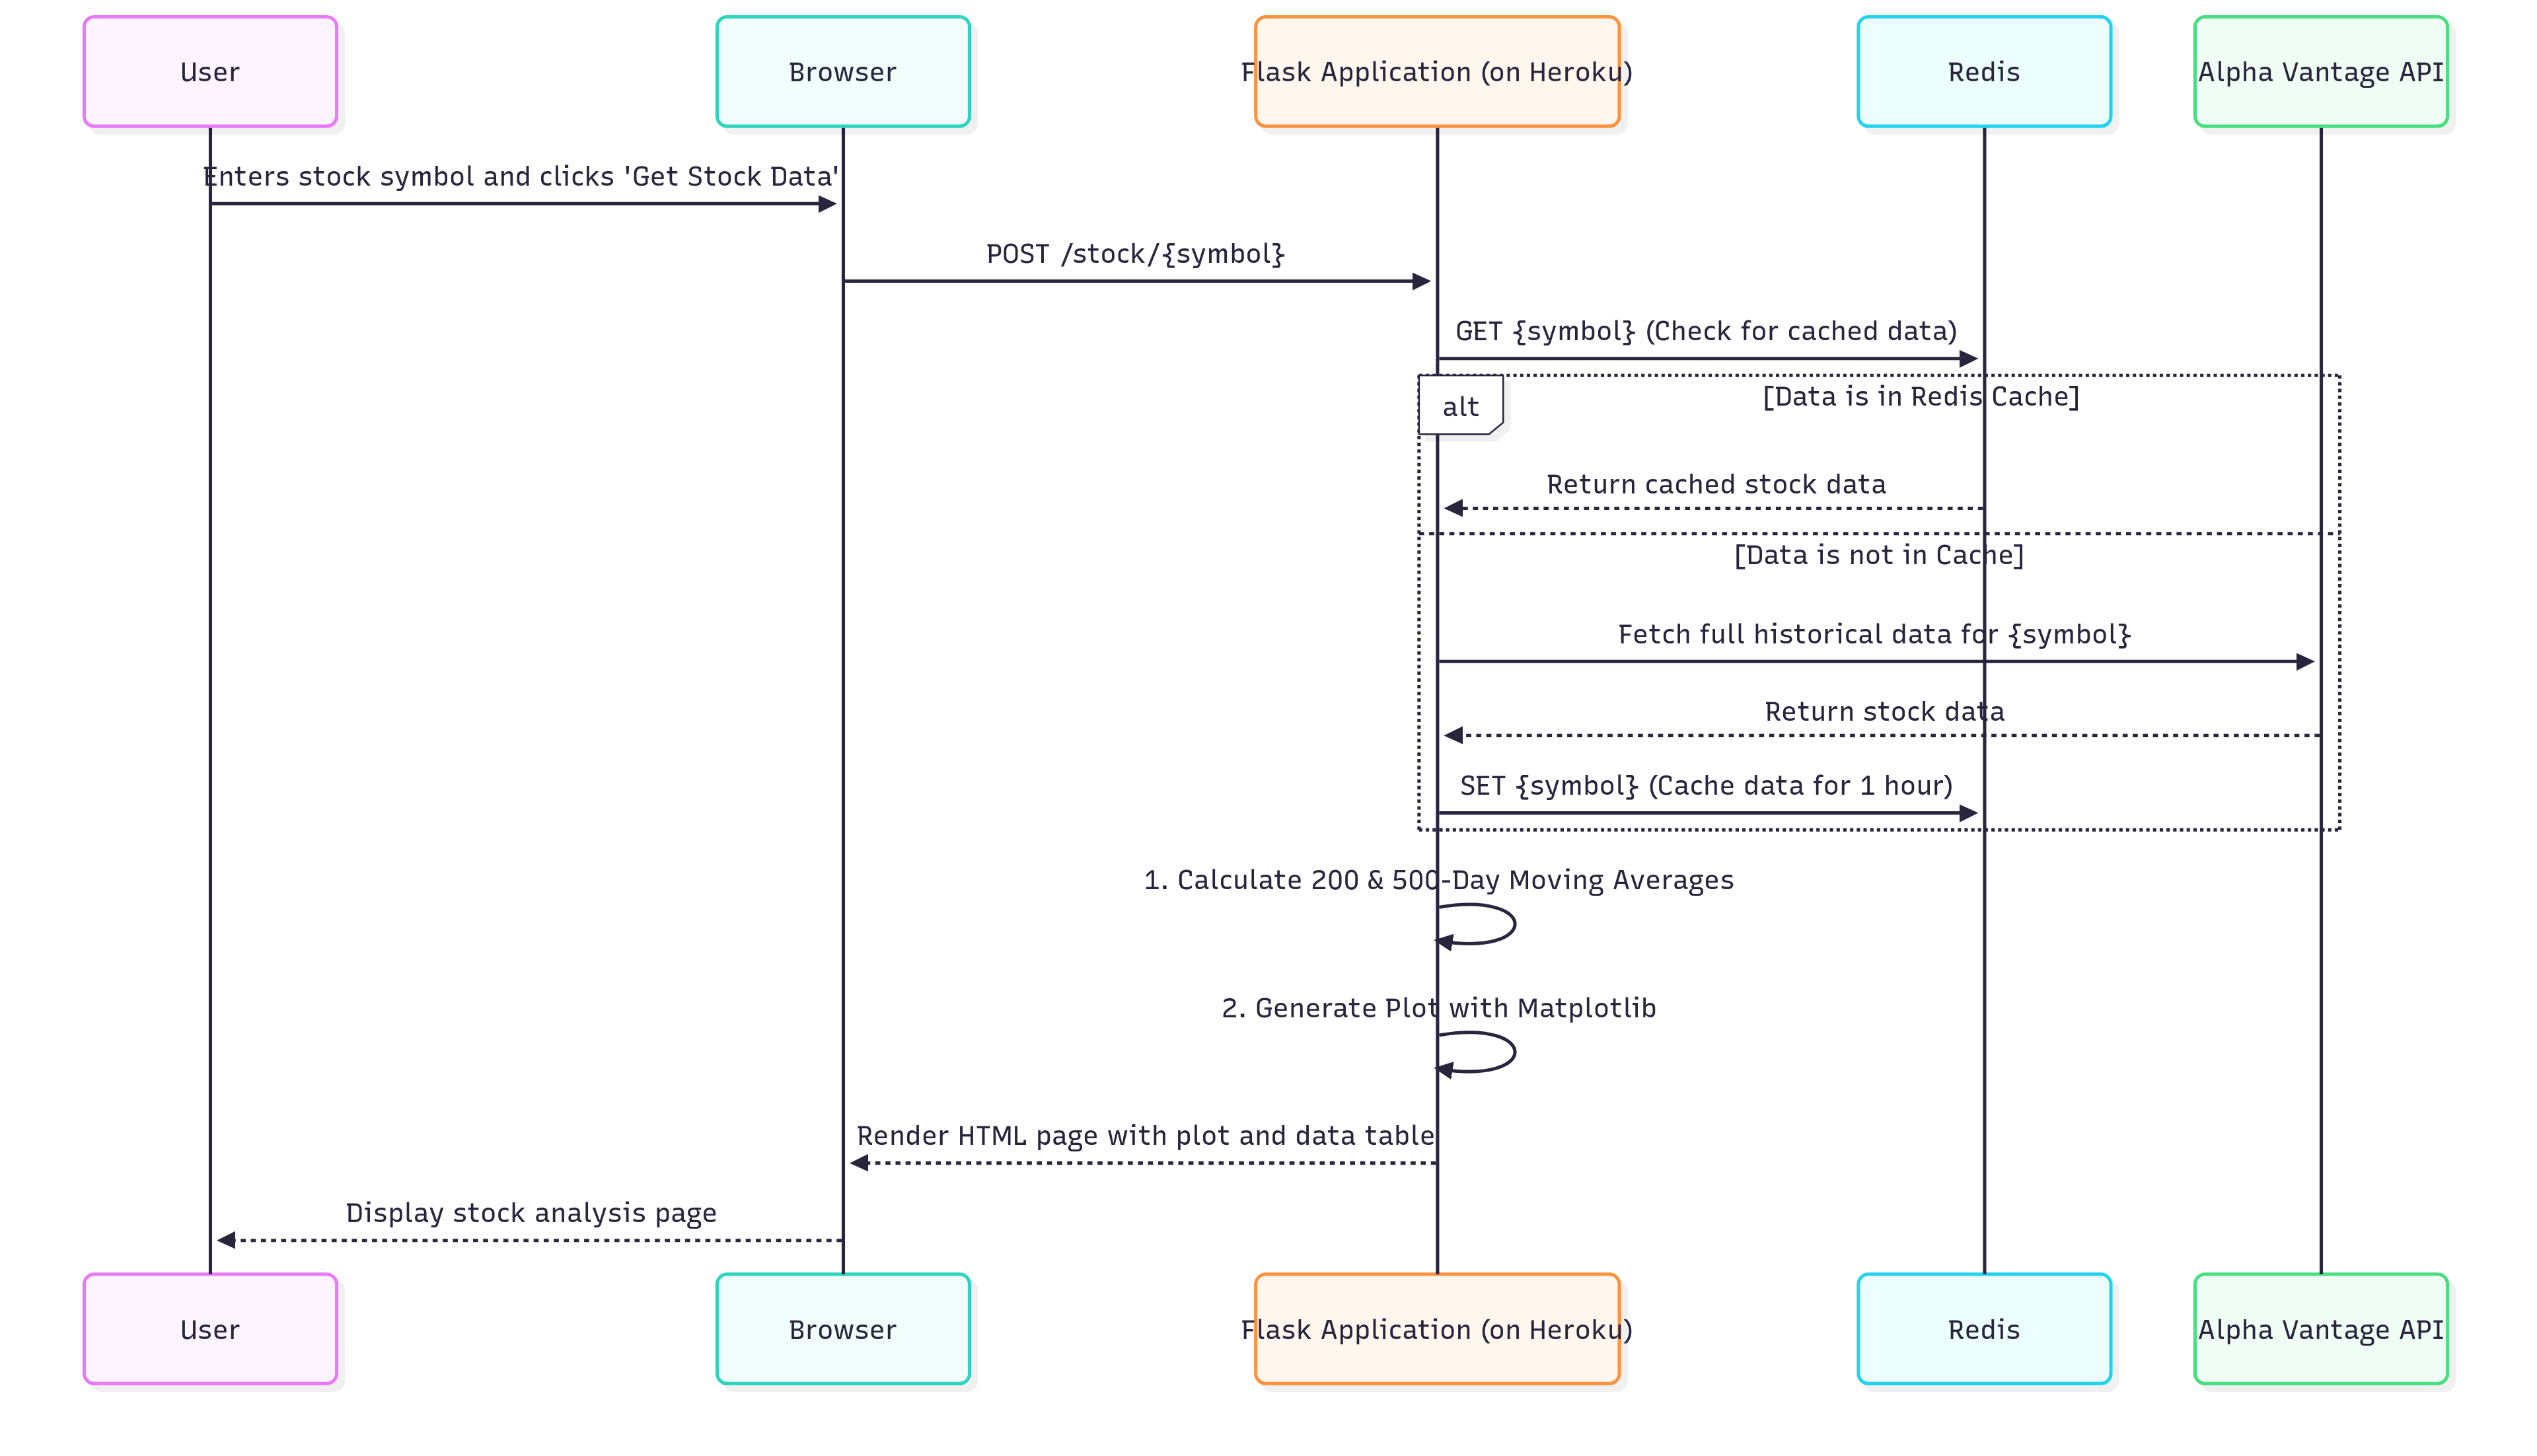 User
Browser
Flask Application (on Heroku)
Redis
Alpha Vantage API
Enters stock symbol and clicks 'Get Stock Data'
POST /stock/{symbol}
GET {symbol} (Check for cached data)
alt
[Data is in Redis Cache]
Return cached stock data
[Data is not in Cache]
Fetch full historical data for {symbol}
Return stock data
SET {symbol} (Cache data for 1 hour)
1. Calculate 200 & 500-Day Moving Averages
2. Generate Plot with Matplotlib
Render HTML page with plot and data table
Display stock analysis page
User
Browser
Flask Application (on Heroku)
Redis
Alpha Vantage API